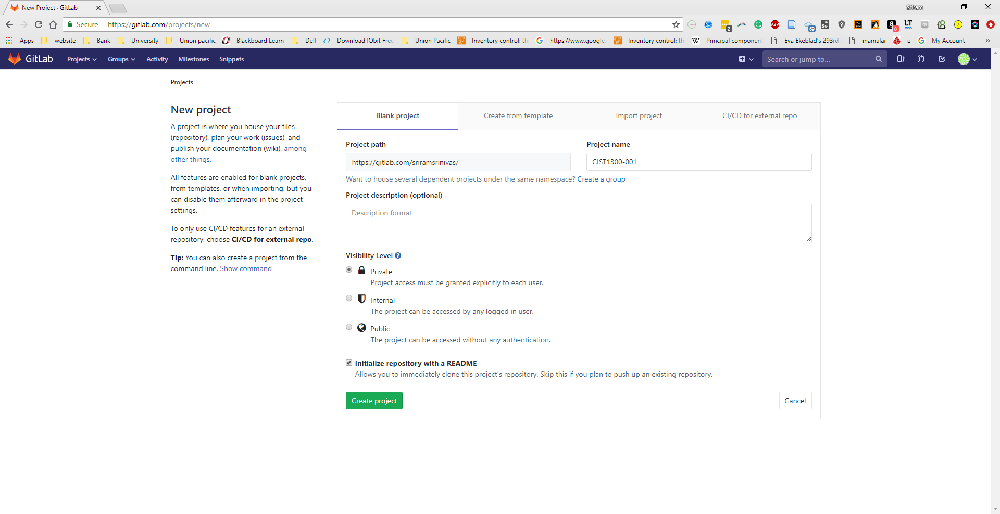 New Project · GitLab
Sriram
Secure https://gitlab.com/projects/new
2 ABP 69 Se a 8 LT
Apps website Bank University Union pacific Blackboard Learn Dell Download IObit Free Union Pacific Inventory control: th https://www.google. Inventory control: th W Principal component Eva Ekeblad's 293rd inamalar e My Account »
GitLab Projects Groups Activity Milestones Snippets Search or jump to...
Projects
New project
A project is where you house your files
(repository), plan your work (issues), and
publish your documentation (wiki), among
other things.
All features are enabled for blank projects,
from templates, or when importing, but you
can disable them afterward in the project
settings.
To only use CI/CD features for an external
repository, choose CI/CD for external repo.
Tip: You can also create a project from the
command line. Show command
Blank project Create from template Import project CI/CD for external repo
Project path Project name
https://gitlab.com/sriramsrinivas/ CIST1300-001
Want to house several dependent projects under the same namespace? Create a group
Project description (optional)
Description format
Visibility Level ?
Private
Project access must be granted explicitly to each user.
Internal
The project can be accessed by any logged in user.
Public
The project can be accessed without any authentication.
Initialize repository with a README
Allows you to immediately clone this project's repository. Skip this if you plan to push up an existing repository.
Create project Cancel